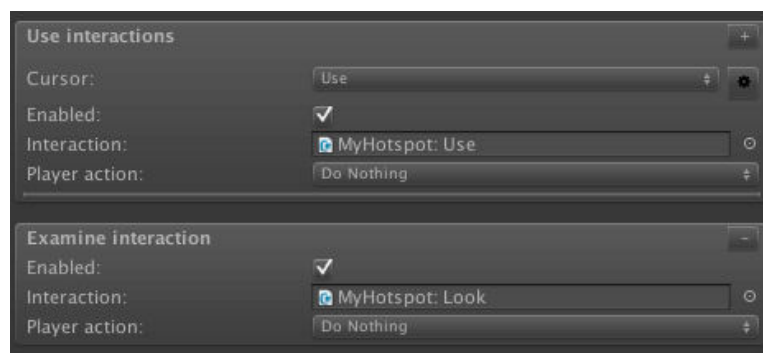 Use interactions +
Cursor: Use
Enabled:
Interaction: MyHotspot: Use
Player action: Do Nothing
Examine interaction -
Enabled:
Interaction: MyHotspot: Look
Player action: Do Nothing